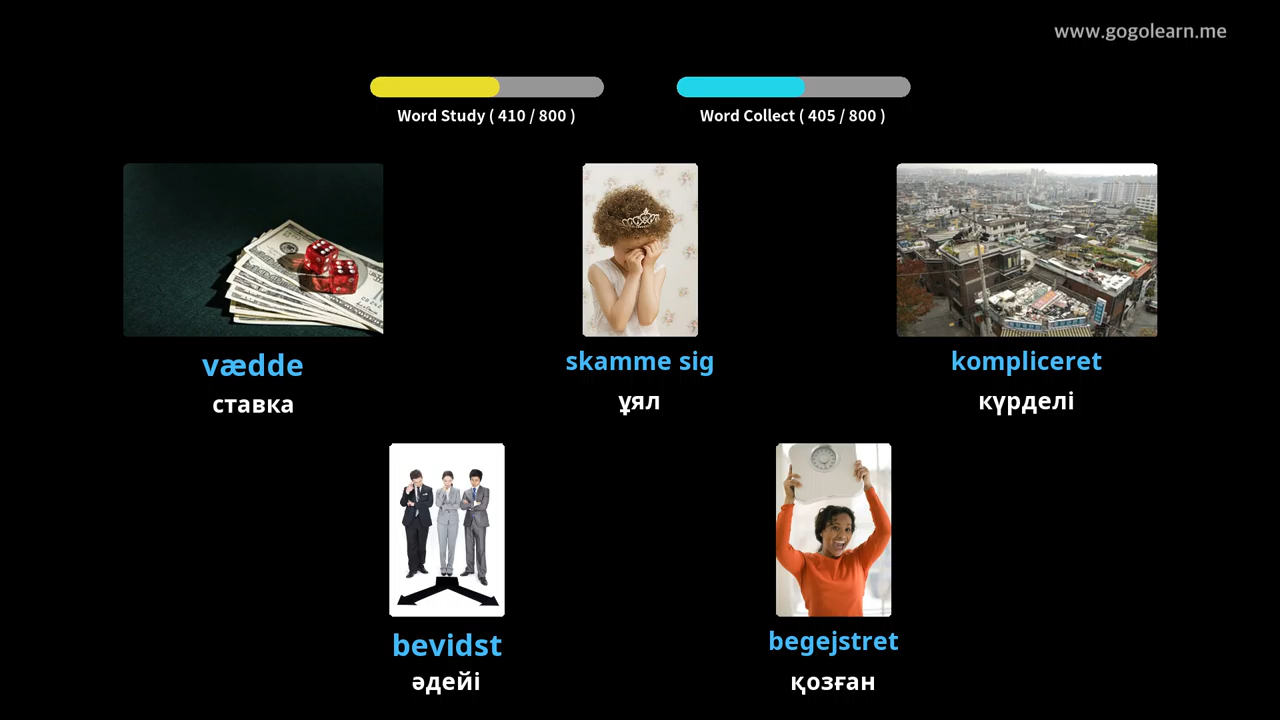 www.gogolearn.me
Word Study ( 410 / 800 )
Word Collect ( 405 / 800 )
vædde
ставка
skamme sig
ұял
kompliceret
күрделі
bevidst
әдейі
begejstret
қозған